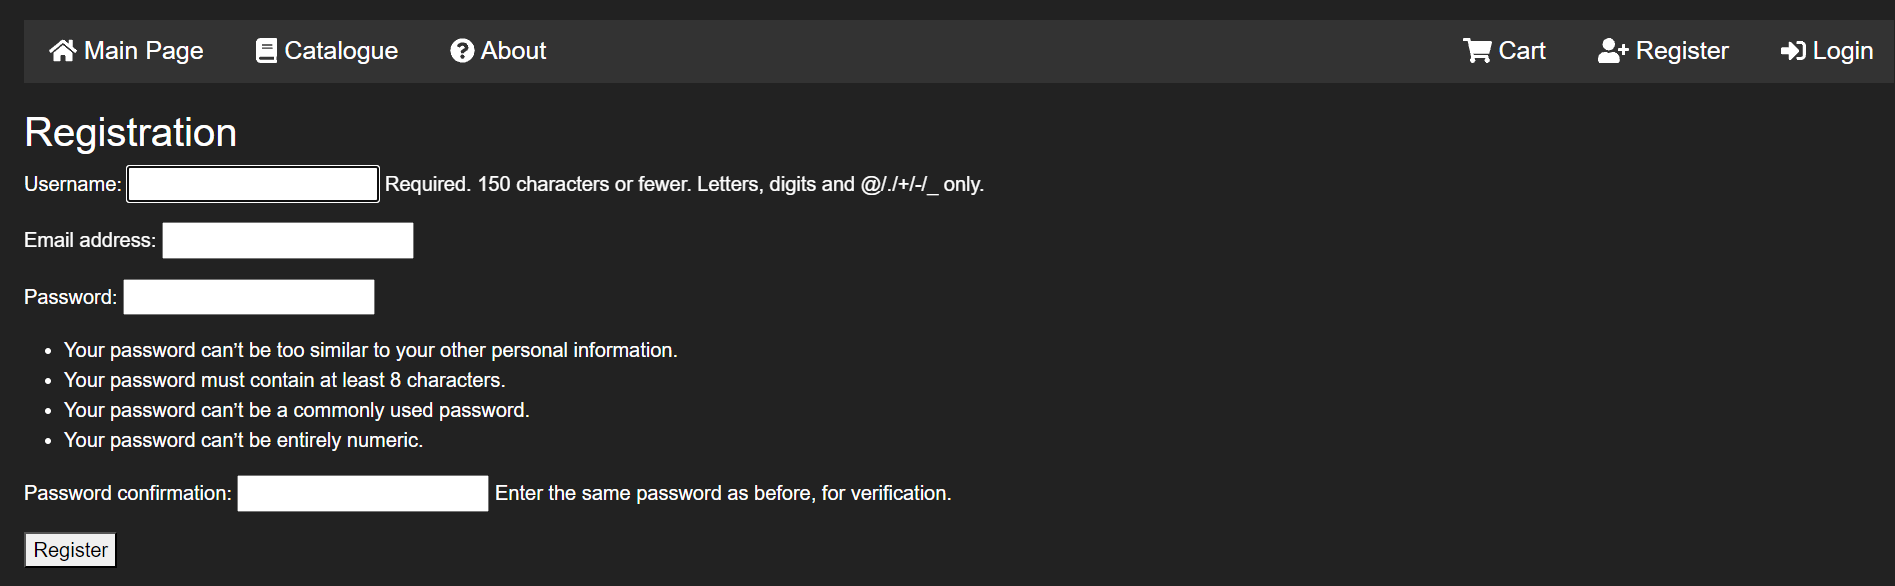 Main Page Catalogue About Cart Register Login
Registration
Username: Required. 150 characters or fewer. Letters, digits and @/./+/-/_ only.
Email address:
Password:
• Your password can’t be too similar to your other personal information.
• Your password must contain at least 8 characters.
• Your password can’t be a commonly used password.
• Your password can’t be entirely numeric.
Password confirmation: Enter the same password as before, for verification.
Register